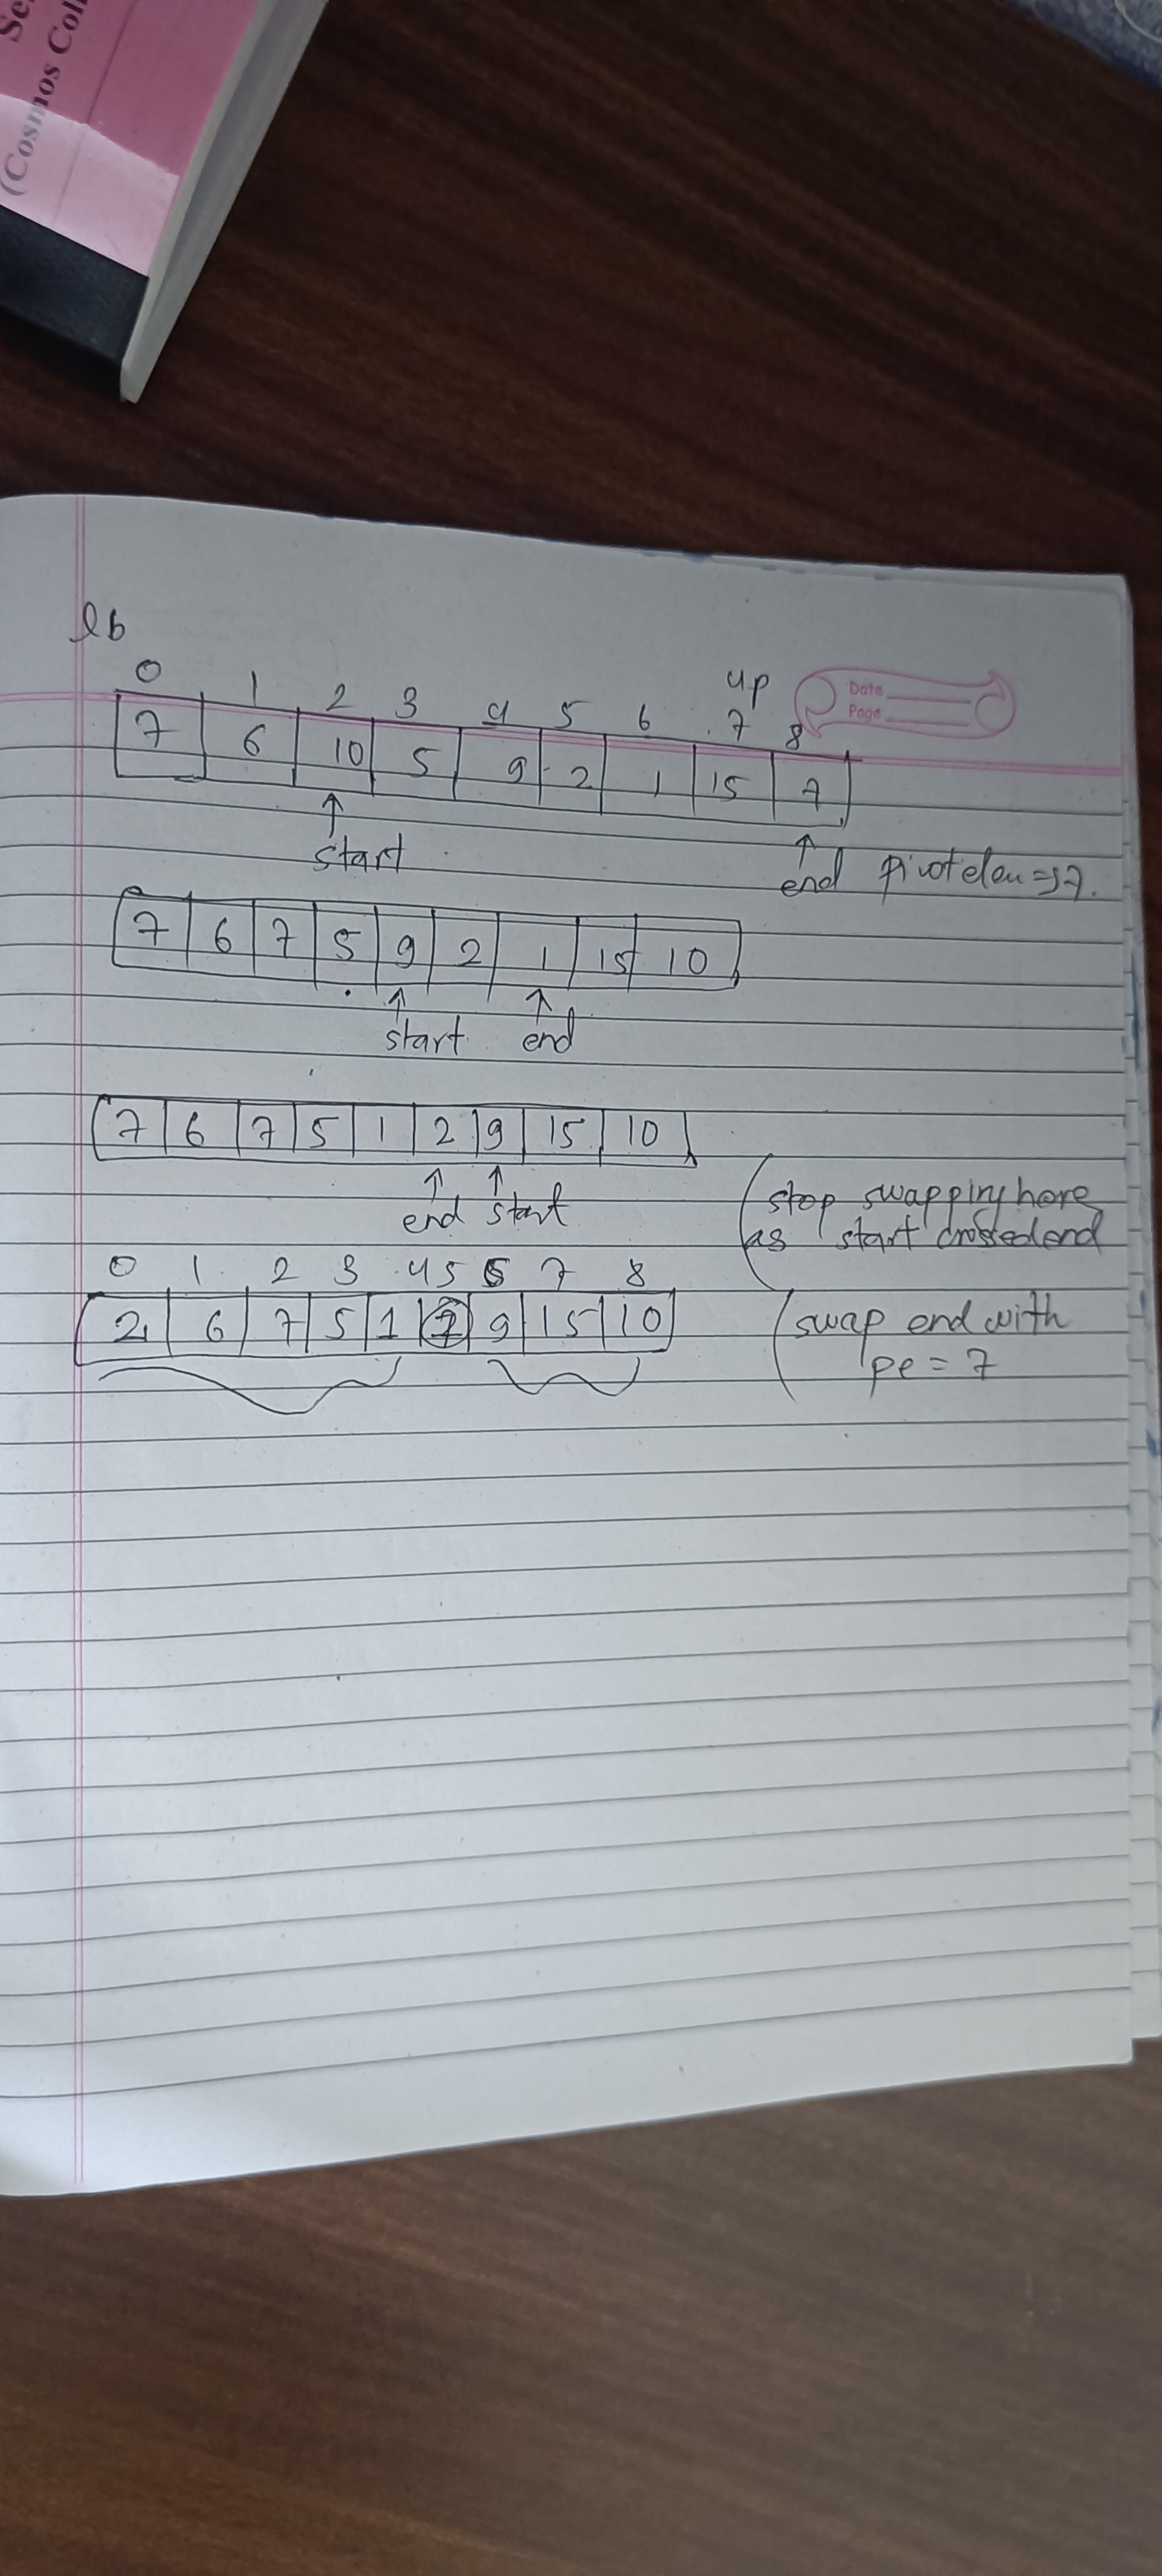 Se
(Cosmos Col
lb
up
0 1 2 3 4 5 6 7 8
Date
Page
7 6 10 5 9 2 1 15 7
start
end pivot elem => 7.
7 6 7 5 9 2 1 15 10
start end
7 6 7 5 1 2 9 15 10
end start
(stop swapping here
as start crossed end
0 1 2 3 4 5 6 7 8
2 6 7 5 1 7 9 15 10
(swap end with
pe = 7